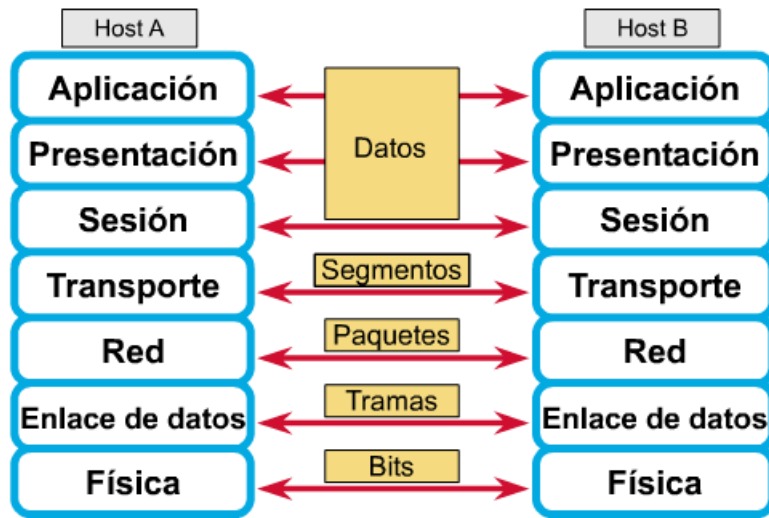 Host A
Host B
Aplicación
Aplicación
Presentación
Datos
Presentación
Sesión
Sesión
Segmentos
Transporte
Transporte
Paquetes
Red
Red
Tramas
Enlace de datos
Enlace de datos
Bits
Física
Física